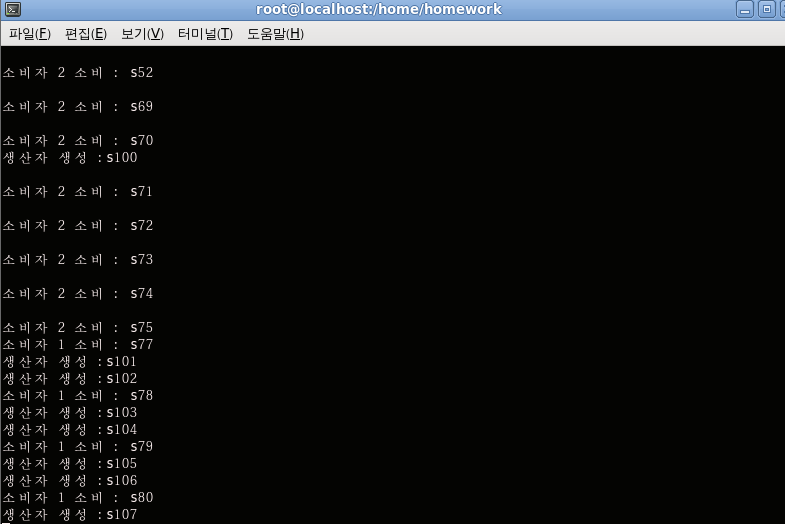 root@localhost:/home/homework
파일(F) 편집(E) 보기(V) 터미널(T) 도움말(H)
소비자 2 소비 : s52
소비자 2 소비 : s69
소비자 2 소비 : s70
생산자 생성 :s100
소비자 2 소비 : s71
소비자 2 소비 : s72
소비자 2 소비 : s73
소비자 2 소비 : s74
소비자 2 소비 : s75
소비자 1 소비 : s77
생산자 생성 :s101
생산자 생성 :s102
소비자 1 소비 : s78
생산자 생성 :s103
생산자 생성 :s104
소비자 1 소비 : s79
생산자 생성 :s105
생산자 생성 :s106
소비자 1 소비 : s80
생산자 생성 :s107